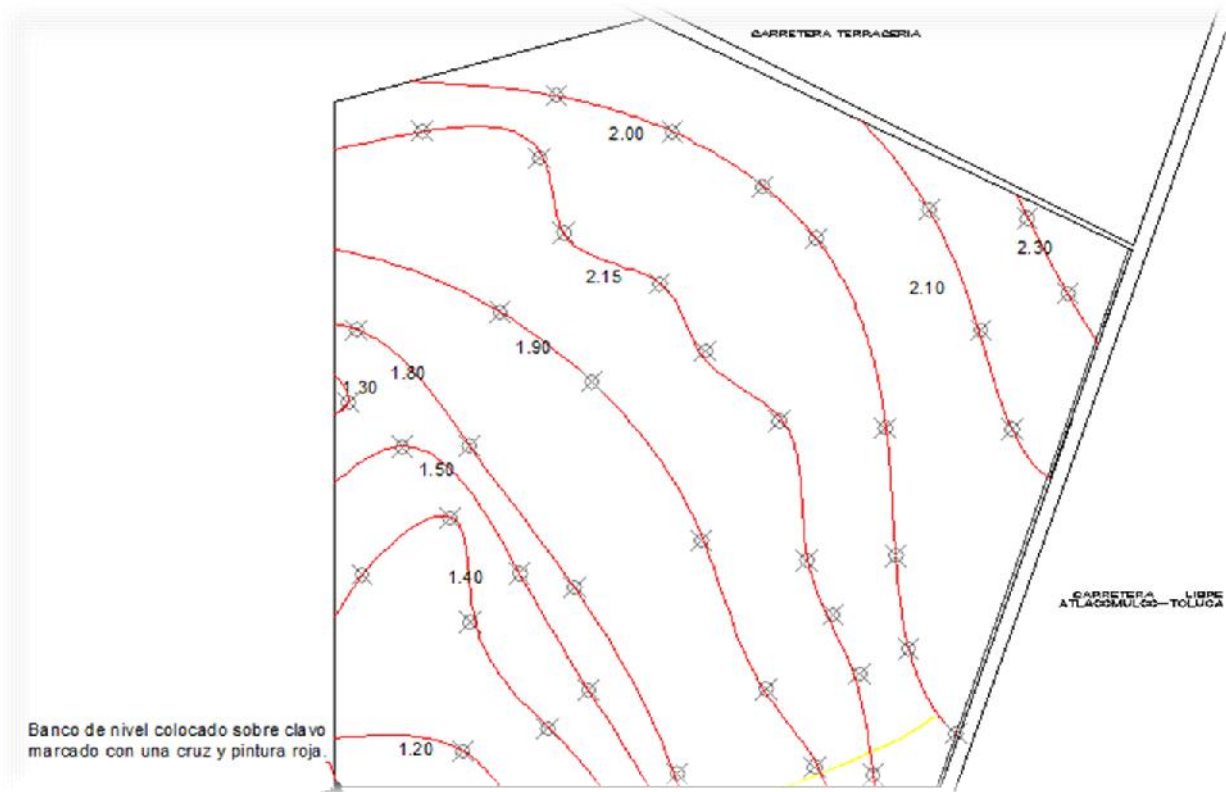 CARRETERA TERRACERIA
2.00
2.30
2.15
2.10
1.90
1.80
1.30
1.50
1.40
CARRETERA LIBRE
ATLACOMULCO-TOLUCA
Banco de nivel colocado sobre clavo
marcado con una cruz y pintura roja.
1.20